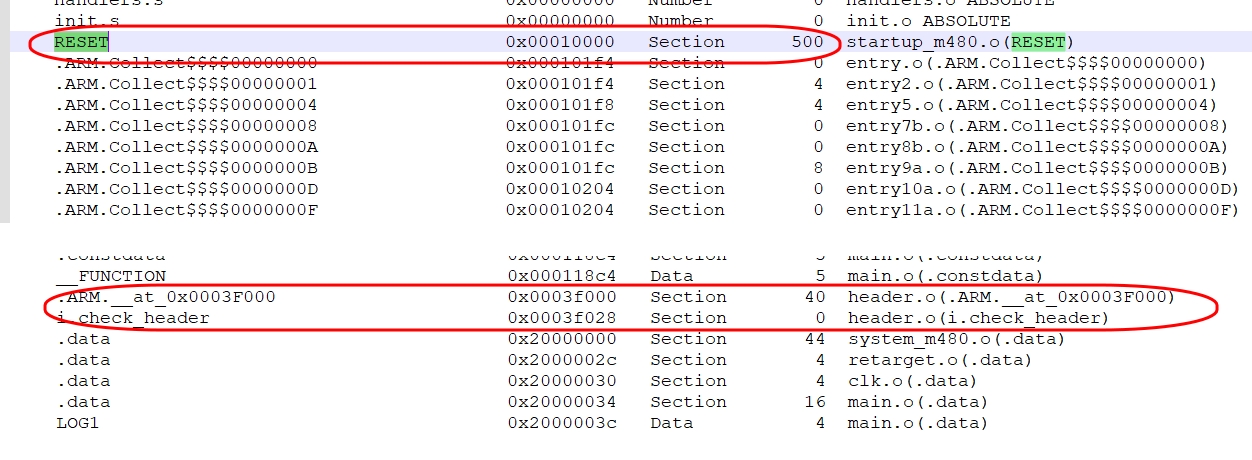 handlers.s 0x00000000 Number 0 handlers.o ABSOLUTE
init.s 0x00000000 Number 0 init.o ABSOLUTE
RESET 0x00010000 Section 500 startup_m480.o(RESET)
.ARM.Collect$$$$00000000 0x000101f4 Section 0 entry.o(.ARM.Collect$$$$00000000)
.ARM.Collect$$$$00000001 0x000101f4 Section 4 entry2.o(.ARM.Collect$$$$00000001)
.ARM.Collect$$$$00000004 0x000101f8 Section 4 entry5.o(.ARM.Collect$$$$00000004)
.ARM.Collect$$$$00000008 0x000101fc Section 0 entry7b.o(.ARM.Collect$$$$00000008)
.ARM.Collect$$$$0000000A 0x000101fc Section 0 entry8b.o(.ARM.Collect$$$$0000000A)
.ARM.Collect$$$$0000000B 0x000101fc Section 8 entry9a.o(.ARM.Collect$$$$0000000B)
.ARM.Collect$$$$0000000D 0x00010204 Section 0 entry10a.o(.ARM.Collect$$$$0000000D)
.ARM.Collect$$$$0000000F 0x00010204 Section 0 entry11a.o(.ARM.Collect$$$$0000000F)
.constdata 0x000118c4 Section 5 main.o(.constdata)
__FUNCTION 0x000118c4 Data 5 main.o(.constdata)
.ARM.__at_0x0003F000 0x0003f000 Section 40 header.o(.ARM.__at_0x0003F000)
i.check_header 0x0003f028 Section 0 header.o(i.check_header)
.data 0x20000000 Section 44 system_m480.o(.data)
.data 0x2000002c Section 4 retarget.o(.data)
.data 0x20000030 Section 4 clk.o(.data)
.data 0x20000034 Section 16 main.o(.data)
LOG1 0x2000003c Data 4 main.o(.data)